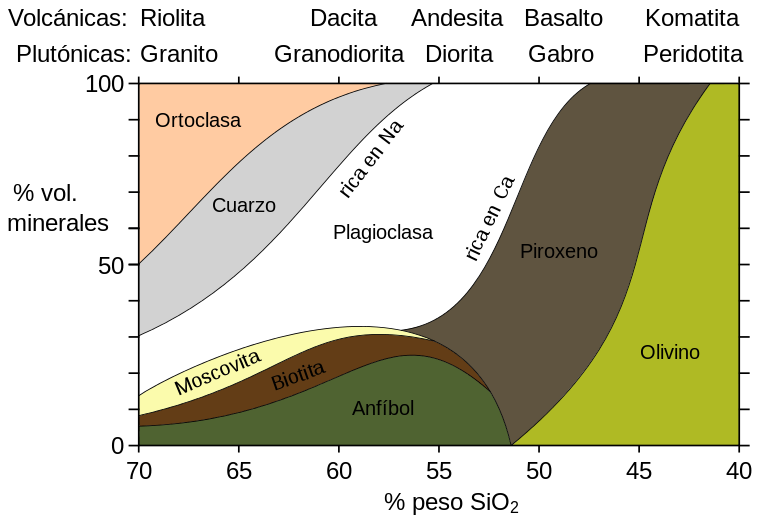 Volcánicas: Riolita Dacita Andesita Basalto Komatita
Plutónicas: Granito Granodiorita Diorita Gabro Peridotita
100
Ortoclasa
rica en Na
% vol.
minerales
Cuarzo
rica en Ca
Plagioclasa
Piroxeno
50
Moscovita
Biotita
Olivino
Anfíbol
0
70 65 60 55 50 45 40
% peso SiO₂